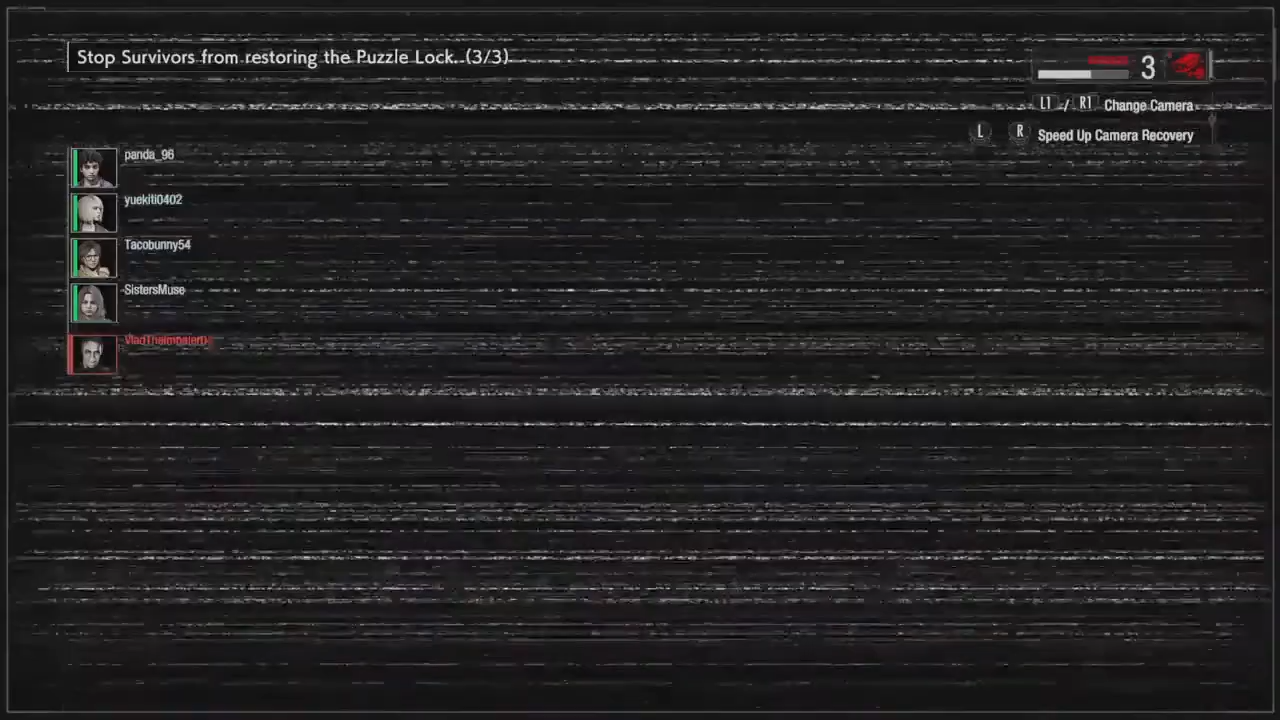 Stop Survivors from restoring the Puzzle Lock. (3/3)
3
L1 / R1 Change Camera
L R Speed Up Camera Recovery
panda_96
yuekiti0402
Tacobunny54
SistersMuse